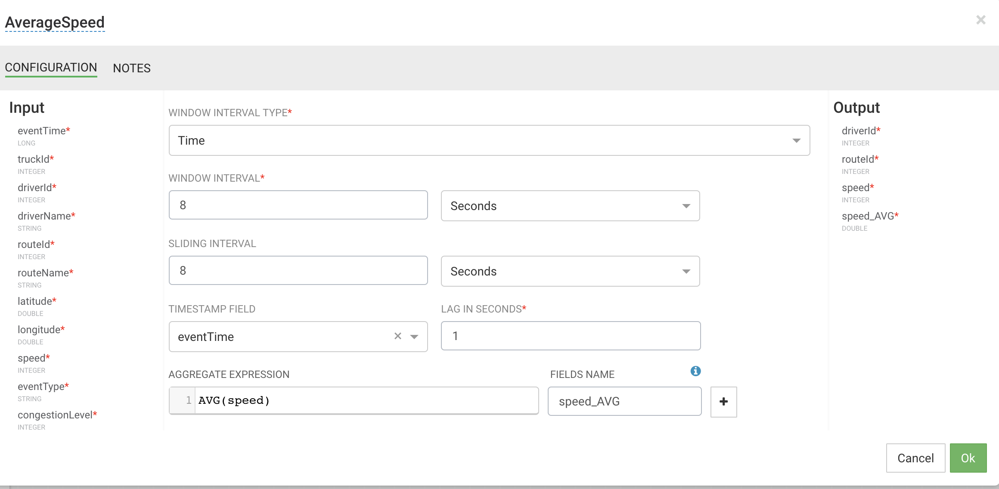 AverageSpeed
×
CONFIGURATION NOTES
Input
eventTime*
LONG
truckId*
INTEGER
driverId*
INTEGER
driverName*
STRING
routeId*
INTEGER
routeName*
STRING
latitude*
DOUBLE
longitude*
DOUBLE
speed*
INTEGER
eventType*
STRING
congestionLevel*
INTEGER
WINDOW INTERVAL TYPE*
Time
WINDOW INTERVAL*
8 Seconds
SLIDING INTERVAL
8 Seconds
TIMESTAMP FIELD LAG IN SECONDS*
eventTime × 1
AGGREGATE EXPRESSION FIELDS NAME i
1 AVG(speed) speed_AVG +
Output
driverId*
INTEGER
routeId*
INTEGER
speed*
INTEGER
speed_AVG*
DOUBLE
Cancel Ok